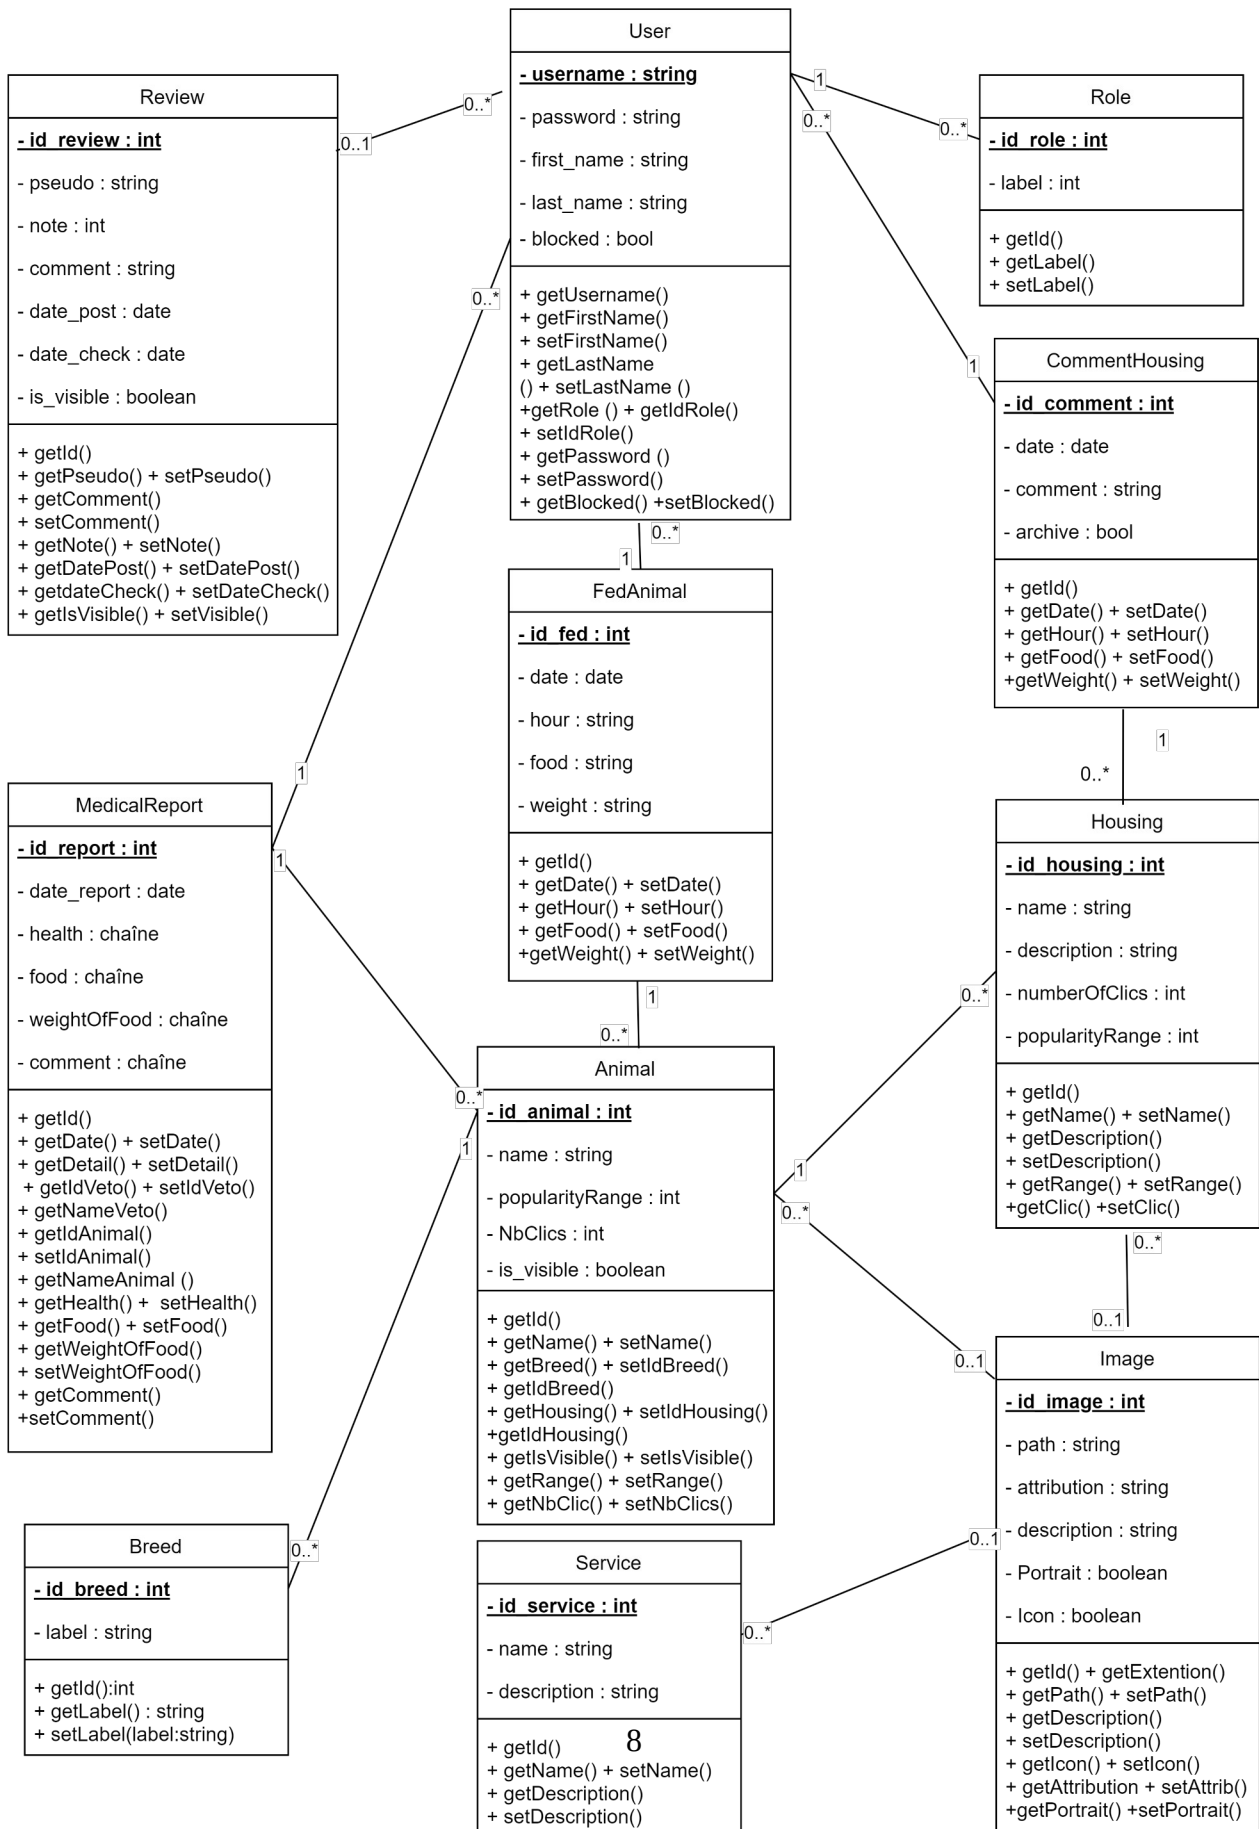 User
- username : string
- password : string
- first_name : string
- last_name : string
- blocked : bool
+ getUsername()
+ getFirstName()
+ setFirstName()
+ getLastName
() + setLastName ()
+getRole () + getIdRole()
+ setIdRole()
+ getPassword ()
+ setPassword()
+ getBlocked() +setBlocked()
Review
- id_review : int
- pseudo : string
- note : int
- comment : string
- date_post : date
- date_check : date
- is_visible : boolean
+ getId()
+ getPseudo() + setPseudo()
+ getComment()
+ setComment()
+ getNote() + setNote()
+ getDatePost() + setDatePost()
+ getdateCheck() + setDateCheck()
+ getIsVisible() + setVisible()
0..*
0..1
1
0..*
Role
- id_role : int
- label : int
+ getId()
+ getLabel()
+ setLabel()
0..*
1
CommentHousing
- id_comment : int
- date : date
- comment : string
- archive : bool
+ getId()
+ getDate() + setDate()
+ getHour() + setHour()
+ getFood() + setFood()
+getWeight() + setWeight()
0..*
1
0..*
1
FedAnimal
- id_fed : int
- date : date
- hour : string
- food : string
- weight : string
+ getId()
+ getDate() + setDate()
+ getHour() + setHour()
+ getFood() + setFood()
+getWeight() + setWeight()
1
0..*
MedicalReport
- id_report : int
- date_report : date
- health : chaîne
- food : chaîne
- weightOfFood : chaîne
- comment : chaîne
+ getId()
+ getDate() + setDate()
+ getDetail() + setDetail()
+ getIdVeto() + setIdVeto()
+ getNameVeto()
+ getIdAnimal()
+ setIdAnimal()
+ getNameAnimal ()
+ getHealth() + setHealth()
+ getFood() + setFood()
+ getWeightOfFood()
+ setWeightOfFood()
+ getComment()
+setComment()
1
0..*
1
0..*
Housing
- id_housing : int
- name : string
- description : string
- numberOfClics : int
- popularityRange : int
+ getId()
+ getName() + setName()
+ getDescription()
+ setDescription()
+ getRange() + setRange()
+getClic() +setClic()
1
0..*
Animal
- id_animal : int
- name : string
- popularityRange : int
- NbClics : int
- is_visible : boolean
+ getId()
+ getName() + setName()
+ getBreed() + setIdBreed()
+ getIdBreed()
+ getHousing() + setIdHousing()
+getIdHousing()
+ getIsVisible() + setIsVisible()
+ getRange() + setRange()
+ getNbClic() + setNbClics()
0..*
1
0..*
0..1
0..*
0..1
1
0..*
Breed
- id_breed : int
- label : string
+ getId():int
+ getLabel() : string
+ setLabel(label:string)
Image
- id_image : int
- path : string
- attribution : string
- description : string
- Portrait : boolean
- Icon : boolean
+ getId() + getExtention()
+ getPath() + setPath()
+ getDescription()
+ setDescription()
+ getIcon() + setIcon()
+ getAttribution + setAttrib()
+getPortrait() +setPortrait()
0..1
0..*
Service
- id_service : int
- name : string
- description : string
+ getId()
8
+ getName() + setName()
+ getDescription()
+ setDescription()